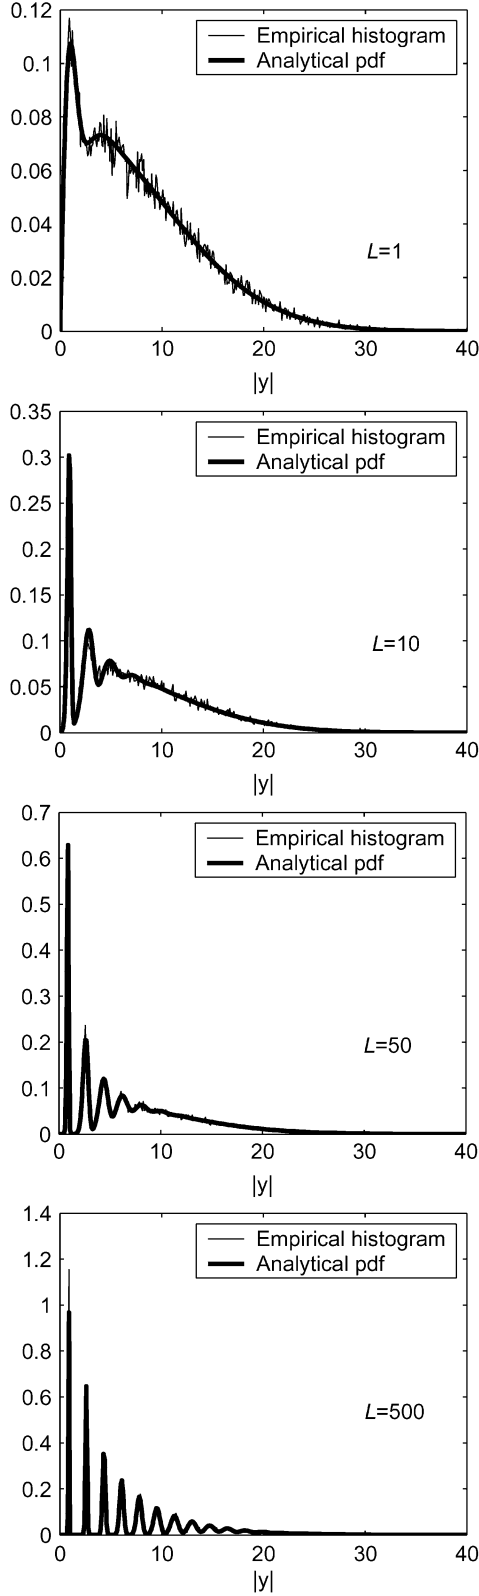 0.12
0.1
0.08
0.06
0.04
0.02
0
Empirical histogram
Analytical pdf
L=1
0 10 20 30 40
|y|
0.35
0.3
0.25
0.2
0.15
0.1
0.05
0
Empirical histogram
Analytical pdf
L=10
0 10 20 30 40
|y|
0.7
0.6
0.5
0.4
0.3
0.2
0.1
0
Empirical histogram
Analytical pdf
L=50
0 10 20 30 40
|y|
1.4
1.2
1
0.8
0.6
0.4
0.2
0
Empirical histogram
Analytical pdf
L=500
0 10 20 30 40
|y|